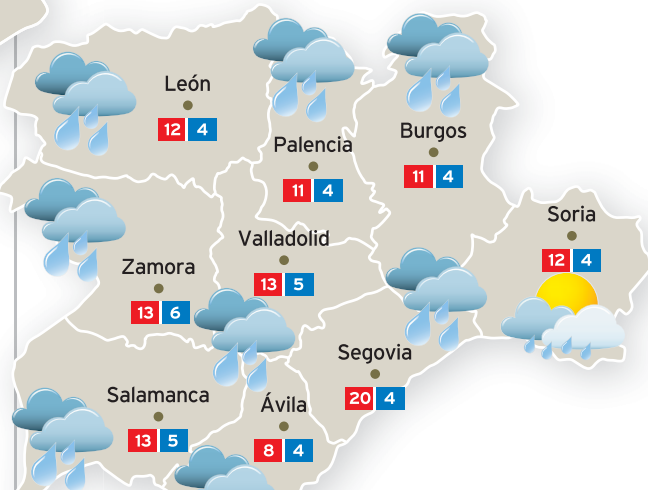 León
12 4
Palencia
11 4
Burgos
11 4
Soria
12 4
Valladolid
13 5
Zamora
13 6
Segovia
20 4
Salamanca
13 5
Ávila
8 4